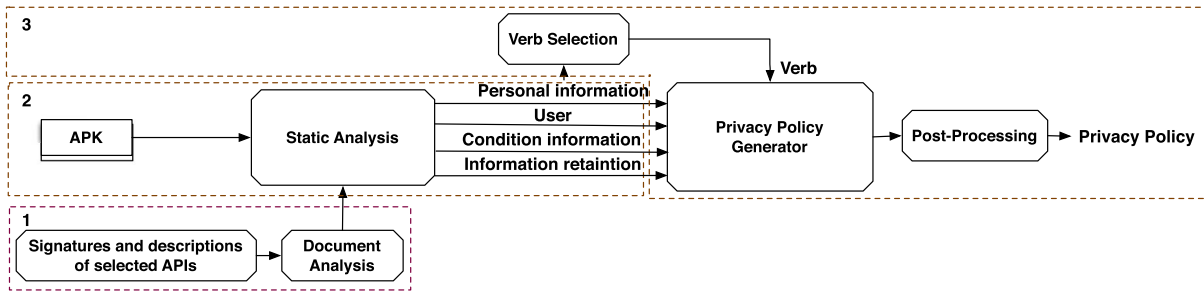 3
Verb Selection
Verb
2
APK
Static Analysis
Personal information
User
Condition information
Information retaintion
Privacy Policy
Generator
Post-Processing
Privacy Policy
1
Signatures and descriptions
of selected APIs
Document
Analysis